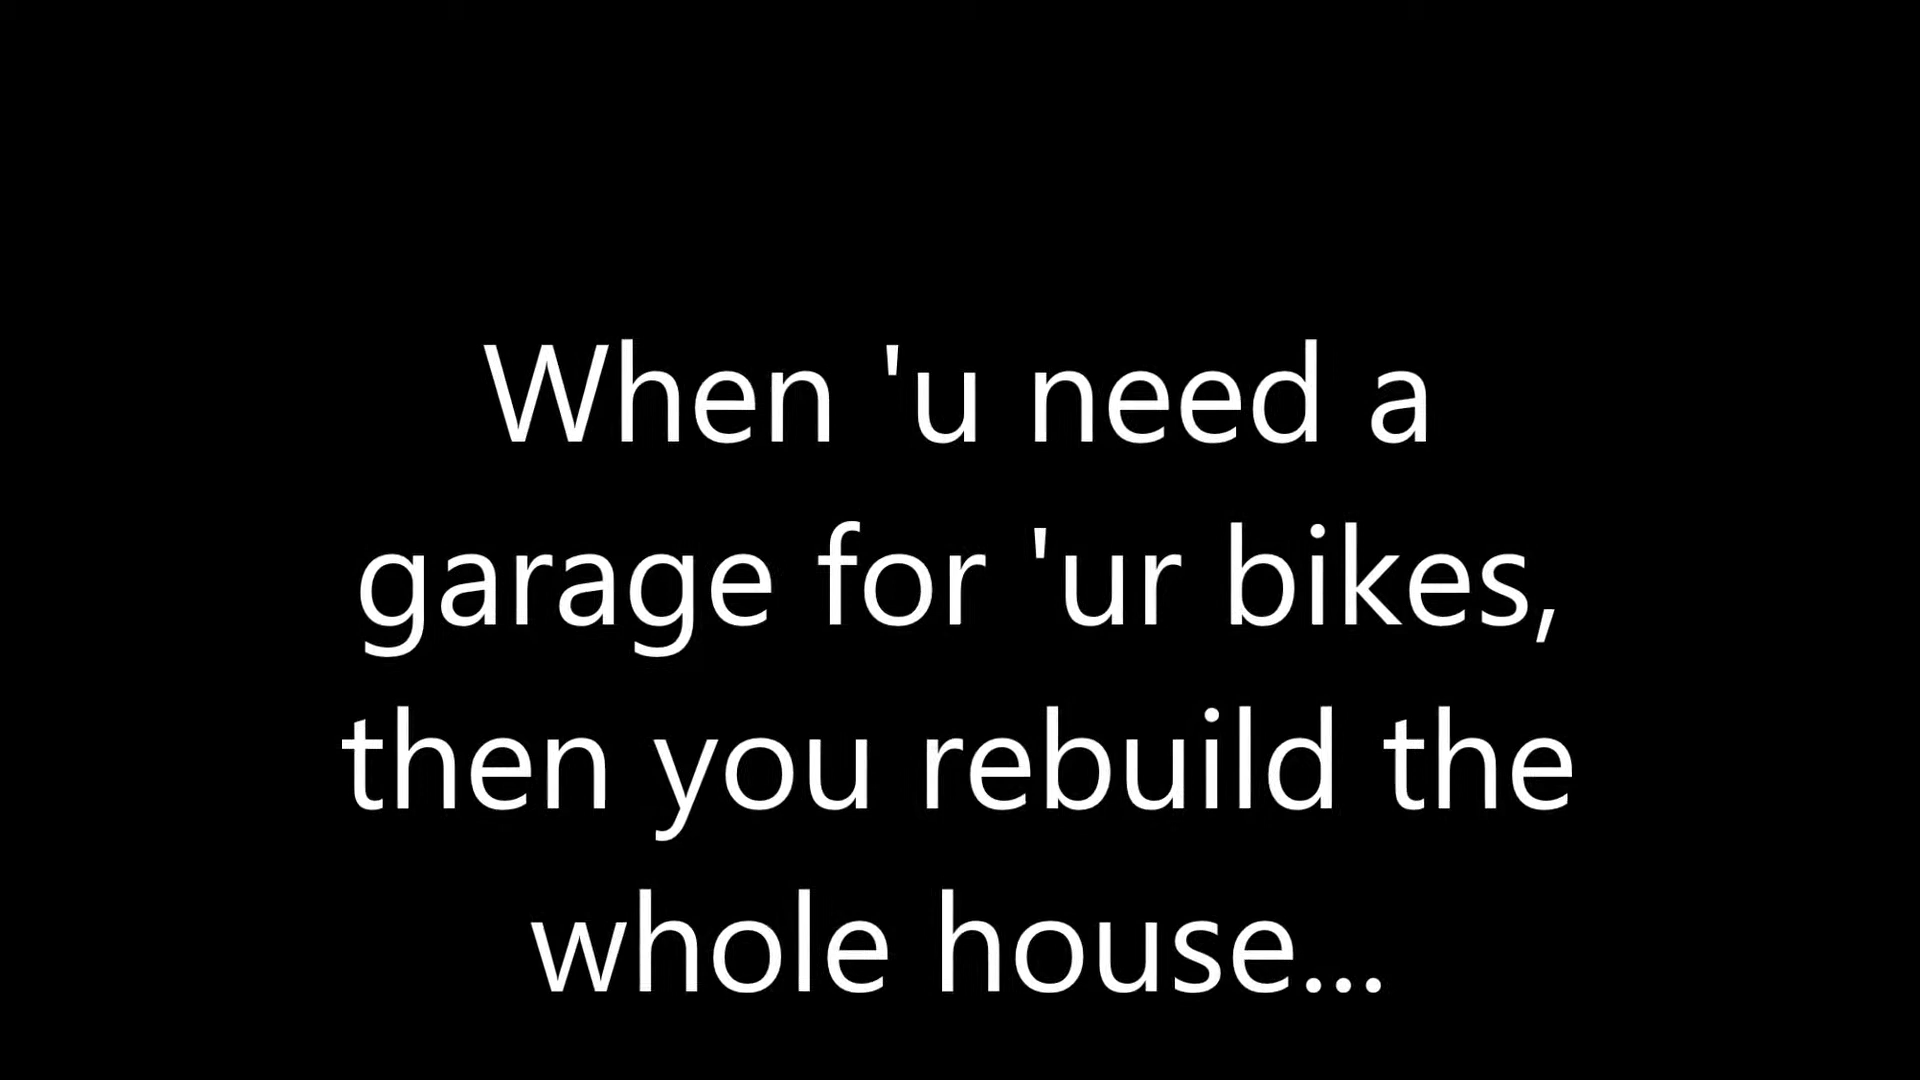 When 'u need a
garage for 'ur bikes,
then you rebuild the
whole house...